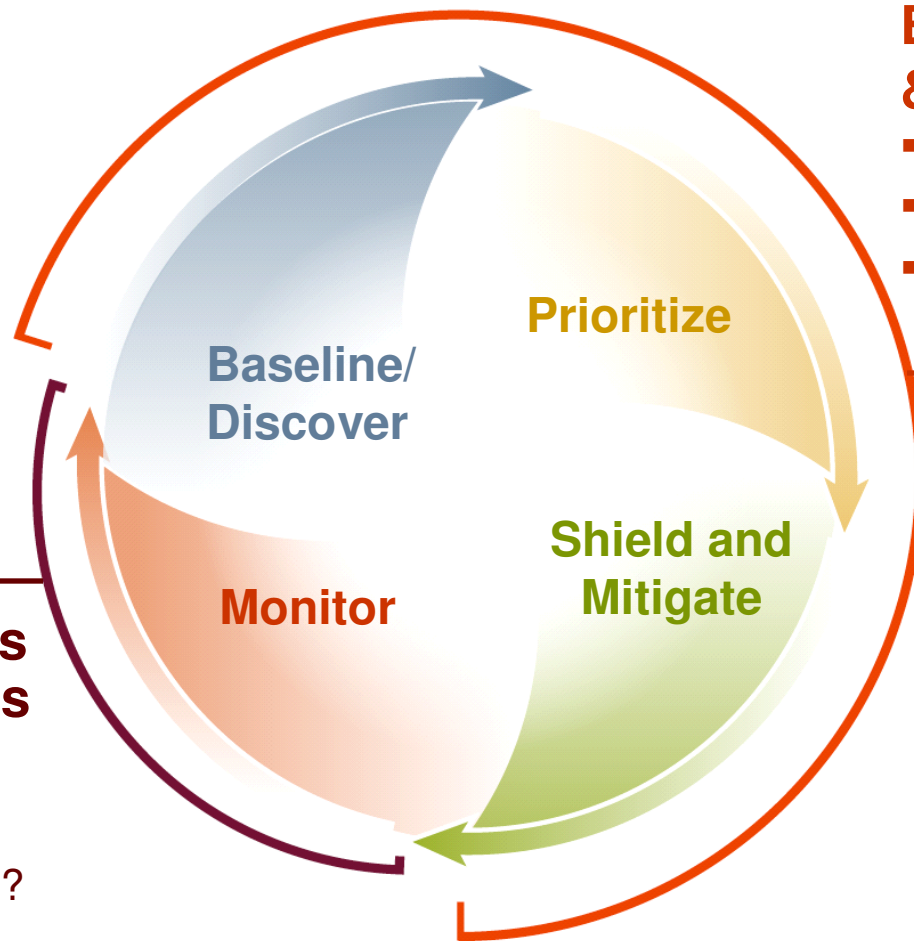 Prioritize
Baseline/
Discover
Shield and
Mitigate
Monitor
s
s
?
&